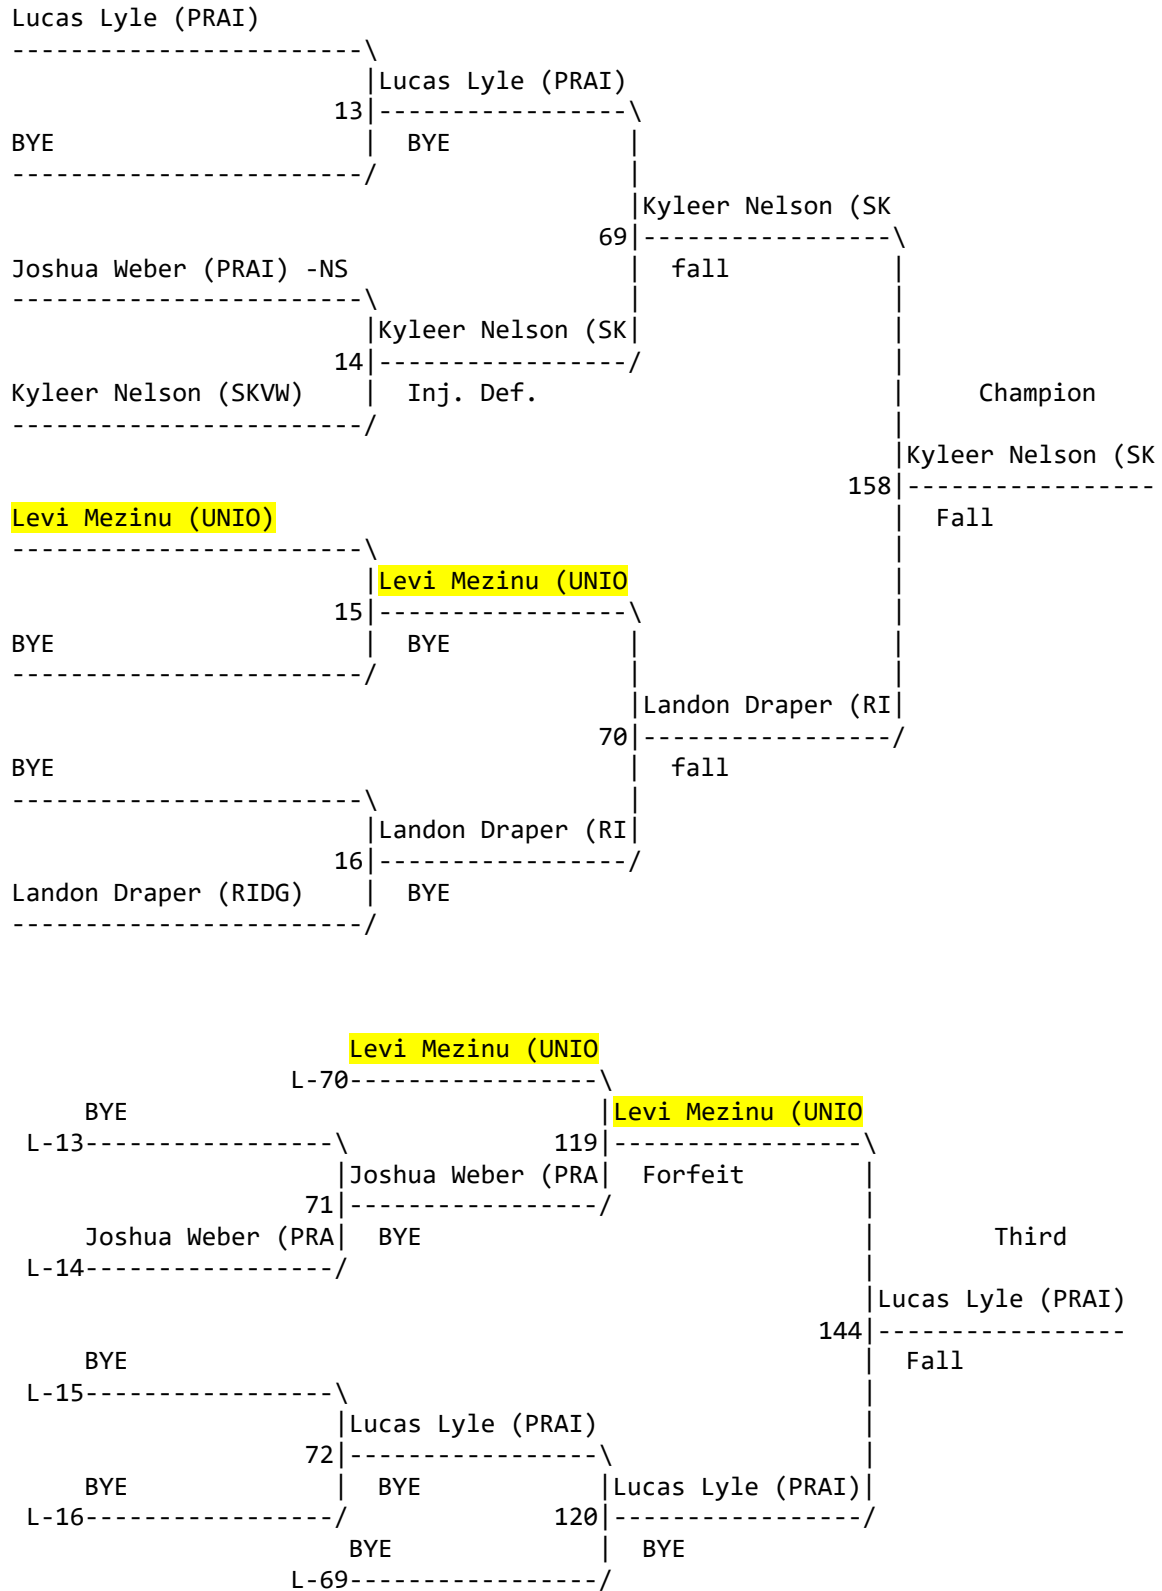 Lucas Lyle (PRAI)
------------------------\
|Lucas Lyle (PRAI)
13|-----------------\
BYE | BYE |
------------------------/ |
|Kyleer Nelson (SK
69|-----------------\
Joshua Weber (PRAI) -NS | fall |
------------------------\ | |
|Kyleer Nelson (SK| |
14|-----------------/ |
Kyleer Nelson (SKVW) | Inj. Def. | Champion
------------------------/ |
|Kyleer Nelson (SK
158|-----------------
Levi Mezinu (UNIO) | Fall
------------------------\ |
|Levi Mezinu (UNIO |
15|-----------------\ |
BYE | BYE | |
------------------------/ | |
|Landon Draper (RI|
70|-----------------/
BYE | fall
------------------------\ |
|Landon Draper (RI|
16|-----------------/
Landon Draper (RIDG) | BYE
------------------------/
Levi Mezinu (UNIO
L-70-----------------\
BYE |Levi Mezinu (UNIO
L-13-----------------\ 119|-----------------\
|Joshua Weber (PRA| Forfeit |
71|-----------------/ |
Joshua Weber (PRA| BYE | Third
L-14-----------------/ |
|Lucas Lyle (PRAI)
144|-----------------
BYE | Fall
L-15-----------------\ |
|Lucas Lyle (PRAI) |
72|-----------------\ |
BYE | BYE |Lucas Lyle (PRAI)|
L-16-----------------/ 120|-----------------/
BYE | BYE
L-69-----------------/